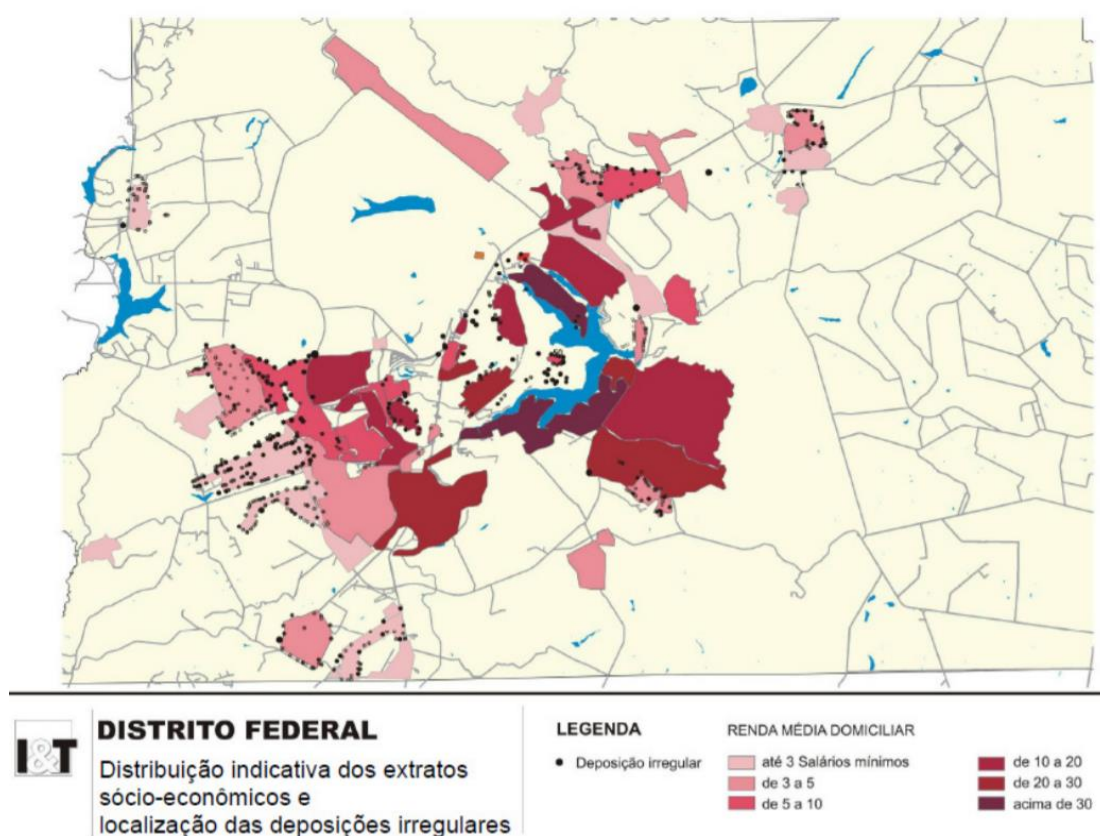 I&T
DISTRITO FEDERAL
Distribuição indicativa dos extratos
sócio-econômicos e
localização das deposições irregulares
LEGENDA
Deposição irregular
RENDA MÉDIA DOMICILIAR
até 3 Salários mínimos
de 3 a 5
de 5 a 10
de 10 a 20
de 20 a 30
acima de 30